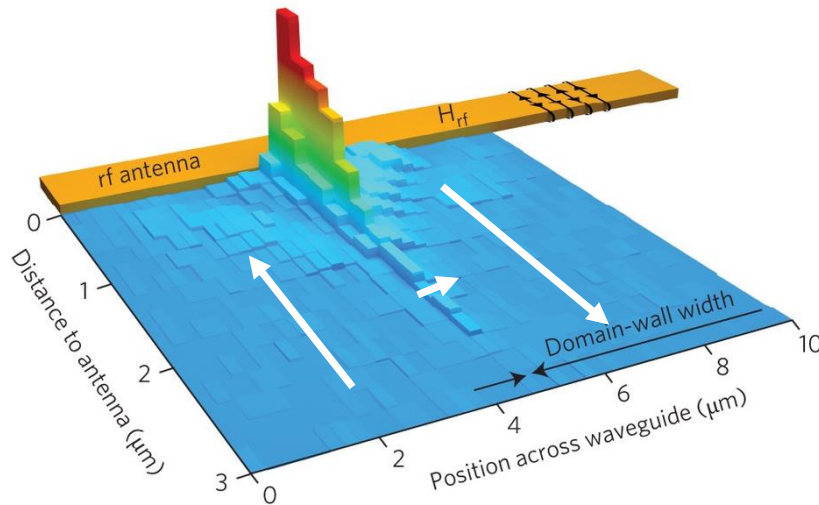 H_rf
rf antenna
0
1
2
3
Distance to antenna (μm)
Domain-wall width
0
2
4
6
8
10
Position across waveguide (μm)